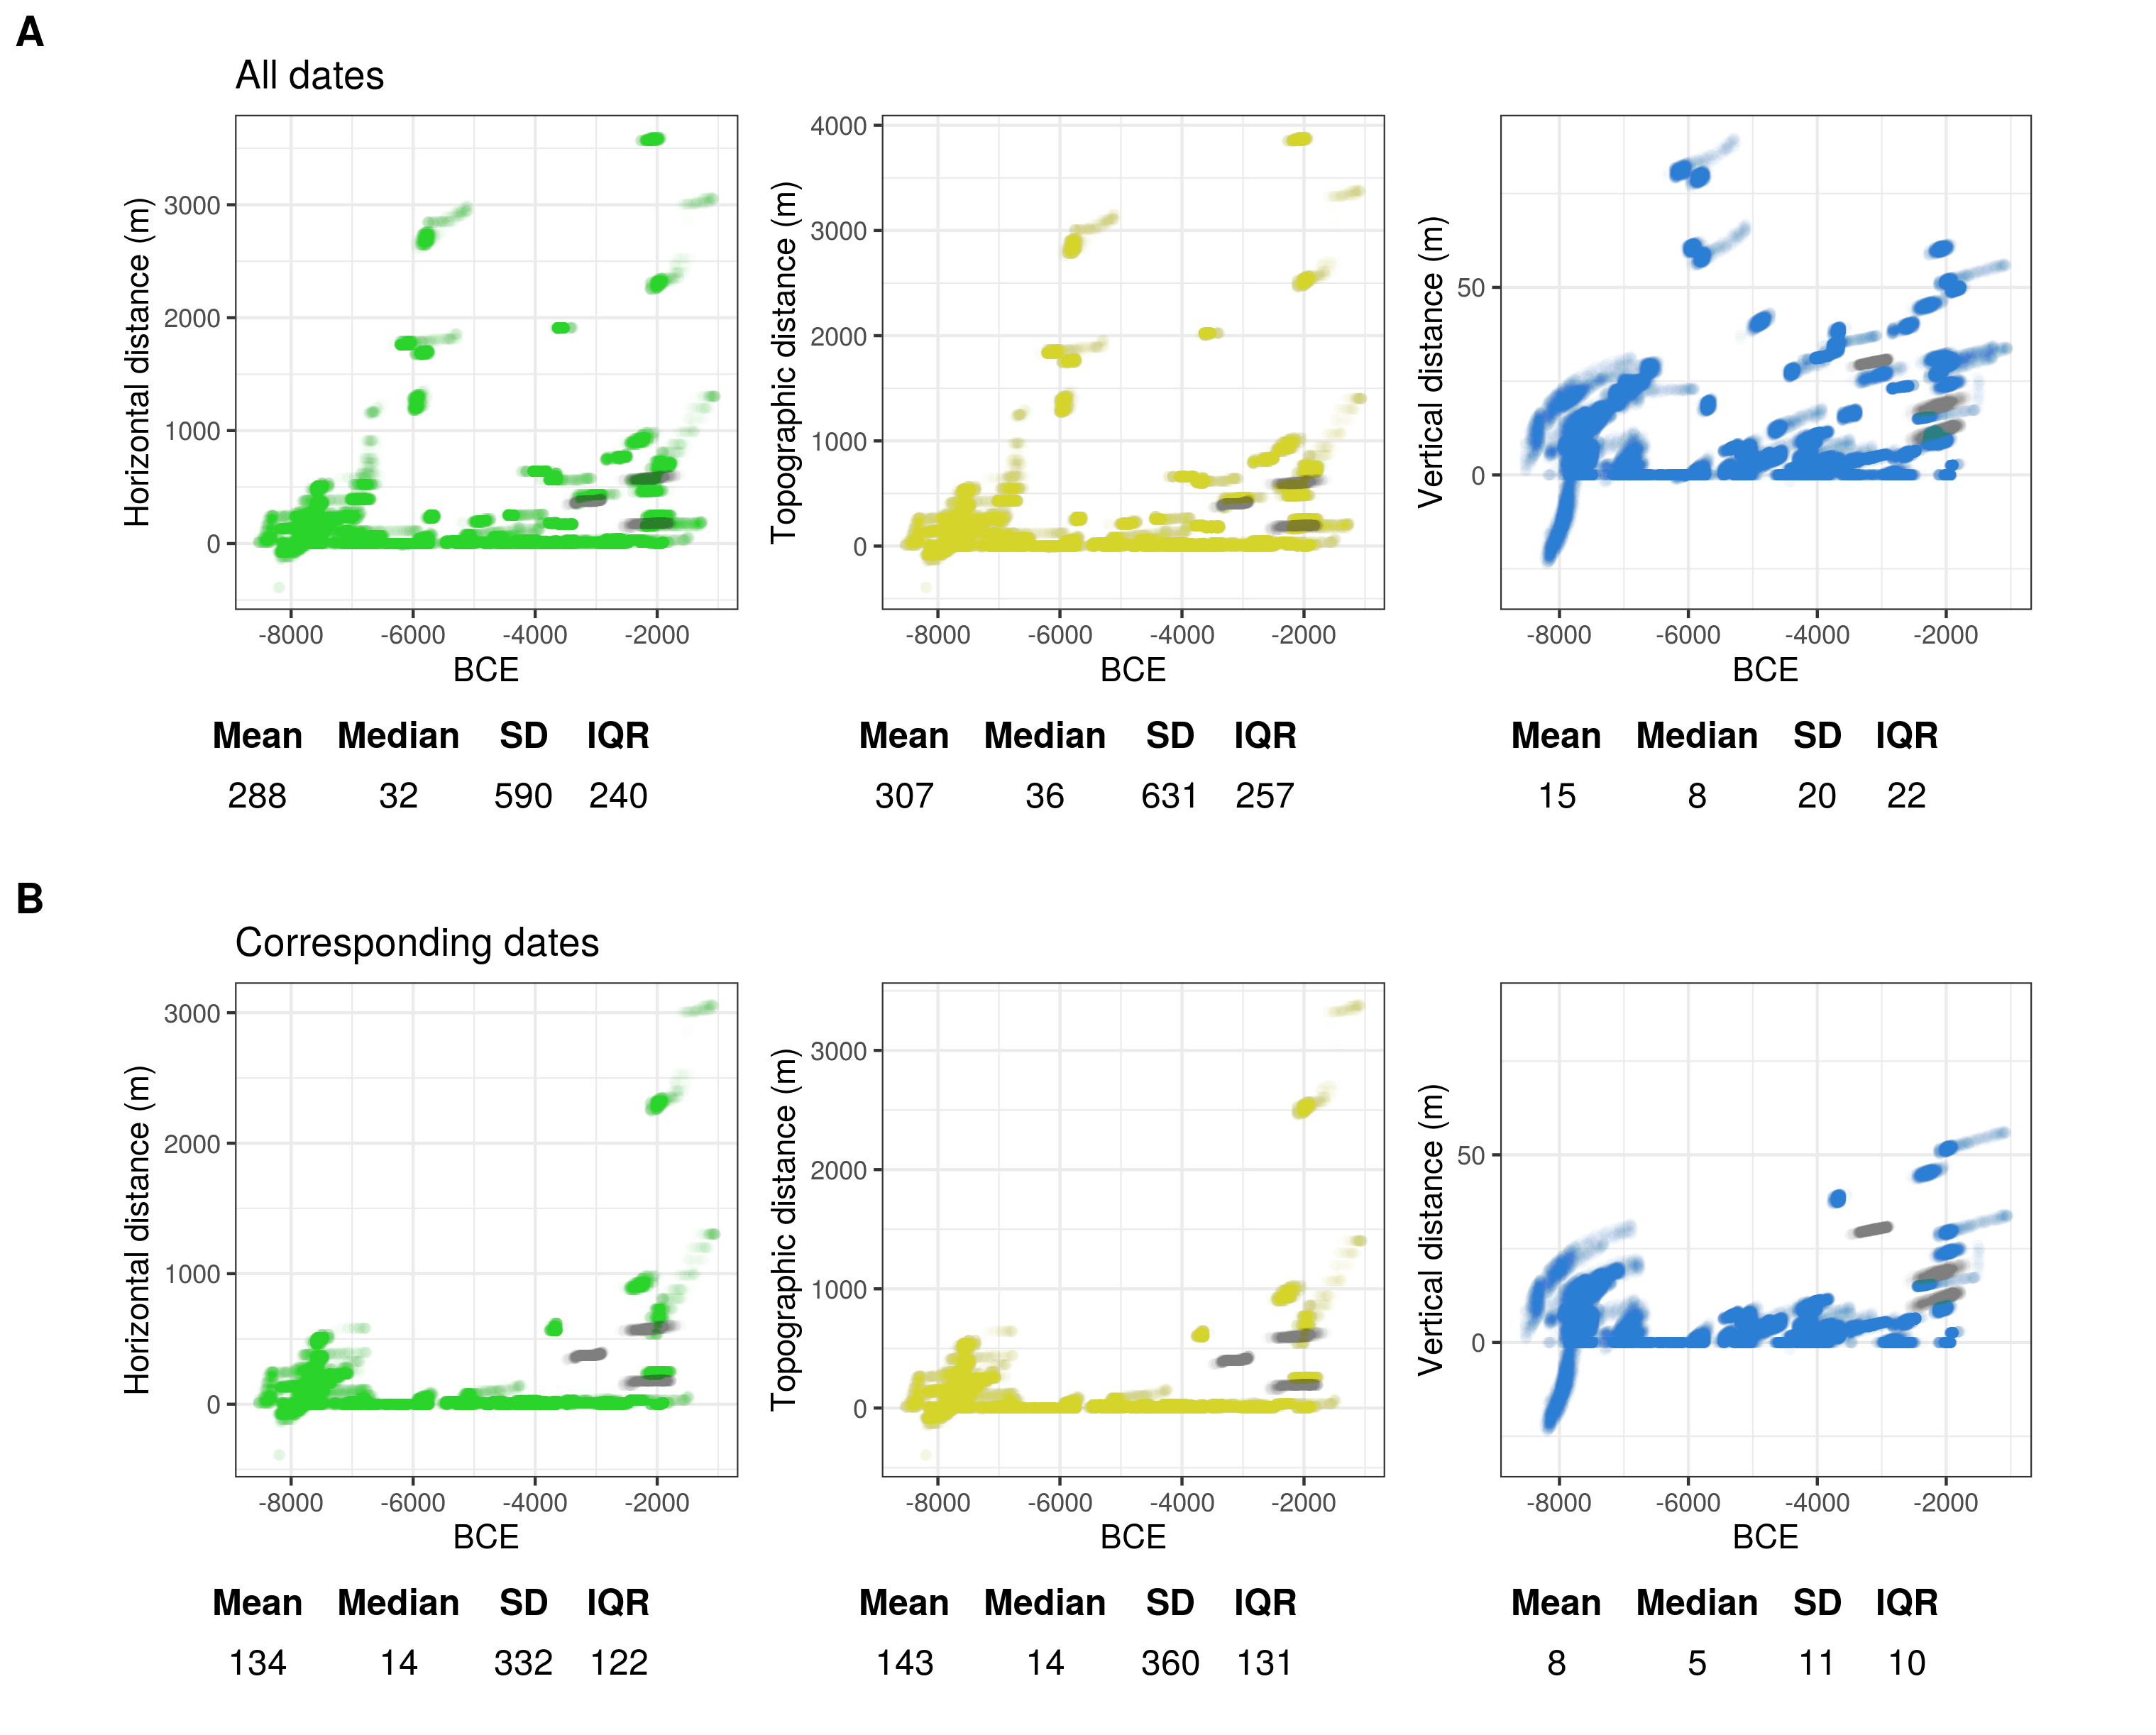 A
All dates
Horizontal distance (m)
3000
2000
1000
0
-8000 -6000 -4000 -2000
BCE
Topographic distance (m)
4000
3000
2000
1000
0
-8000 -6000 -4000 -2000
BCE
Vertical distance (m)
50
0
-8000 -6000 -4000 -2000
BCE
Mean Median SD IQR
288 32 590 240
Mean Median SD IQR
307 36 631 257
Mean Median SD IQR
15 8 20 22
B
Corresponding dates
Horizontal distance (m)
3000
2000
1000
0
-8000 -6000 -4000 -2000
BCE
Topographic distance (m)
3000
2000
1000
0
-8000 -6000 -4000 -2000
BCE
Vertical distance (m)
50
0
-8000 -6000 -4000 -2000
BCE
Mean Median SD IQR
134 14 332 122
Mean Median SD IQR
143 14 360 131
Mean Median SD IQR
8 5 11 10